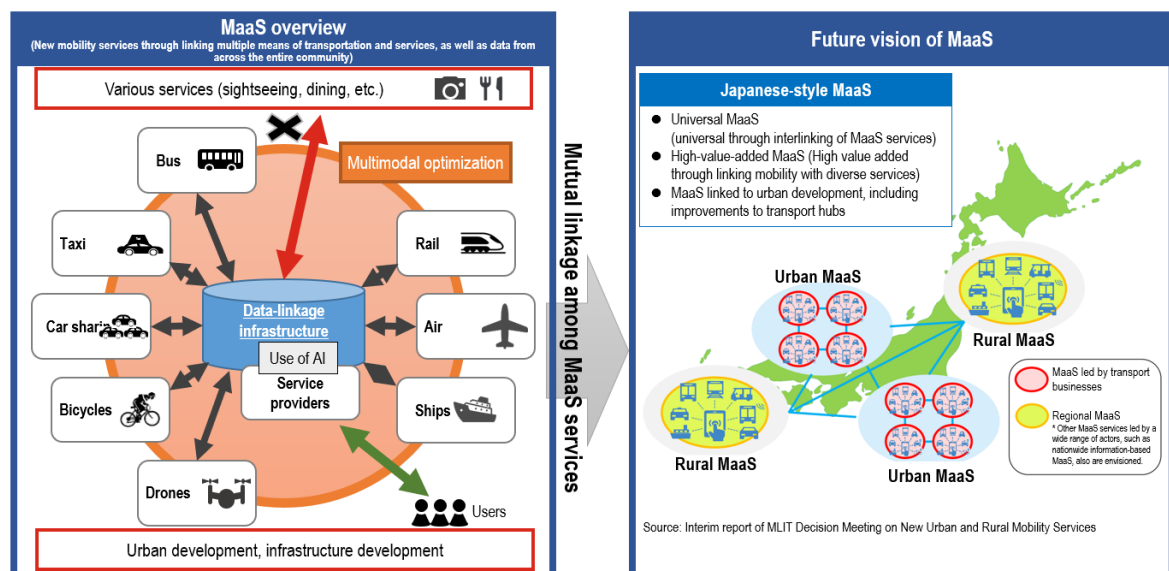 MaaS overview
(New mobility services through linking multiple means of transportation and services, as well as data from
across the entire community)
Various services (sightseeing, dining, etc.)
Multimodal optimization
Bus
Taxi
Rail
Car sharin
Data-linkage
infrastructure
Air
Use of AI
Service
providers
Bicycles
Ships
Drones
Users
Urban development, infrastructure development
Mutual linkage among MaaS services
Future vision of MaaS
Japanese-style MaaS
● Universal MaaS
(universal through interlinking of MaaS services)
● High-value-added MaaS (High value added
through linking mobility with diverse services)
● MaaS linked to urban development, including
improvements to transport hubs
Urban MaaS
Rural MaaS
MaaS led by transport
businesses
Regional MaaS
* Other MaaS services led by a
wide range of actors, such as
nationwide information-based
MaaS, also are envisioned.
Rural MaaS
Urban MaaS
Source: Interim report of MLIT Decision Meeting on New Urban and Rural Mobility Services